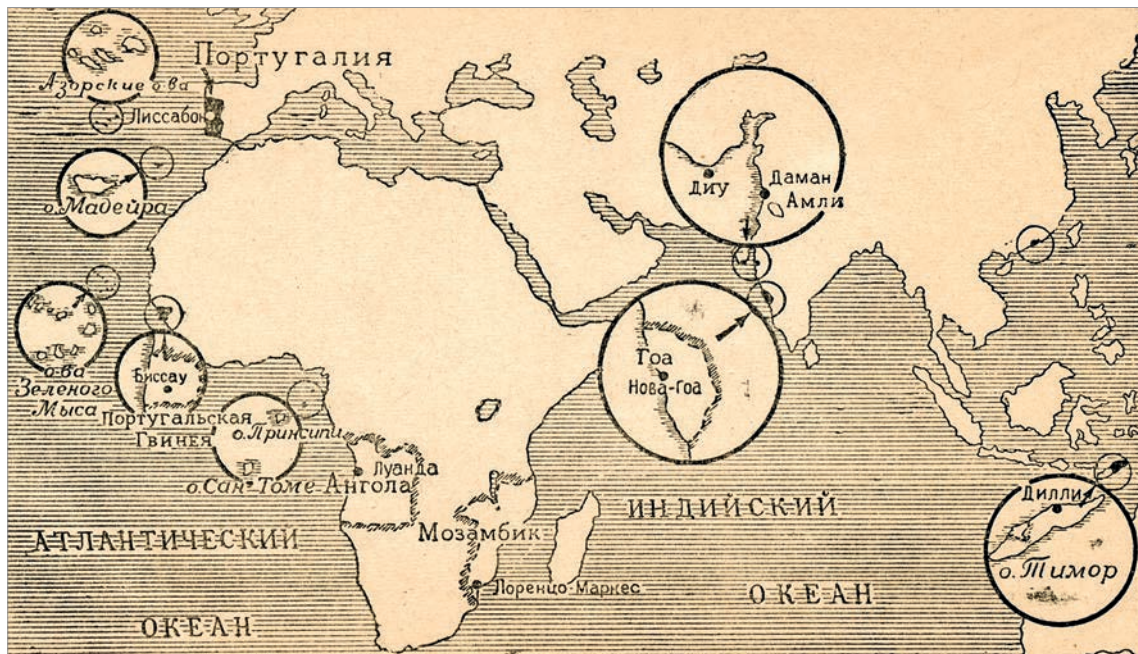 Португалия
Азорские о-ва
Лиссабон
о.Мадейра
о-ва
Зеленого
Мыса
Биссау
Португальская
Гвинея
о.Принсипи
о.Сан-Томе
Луанда
Ангола
Мозамбик
Лоренцо-Маркес
Диу
Даман
Амли
Гоа
Нова-Гоа
Дилли
о.Тимор
АТЛАНТИЧЕСКИЙ
ОКЕАН
ИНДИЙСКИЙ
ОКЕАН